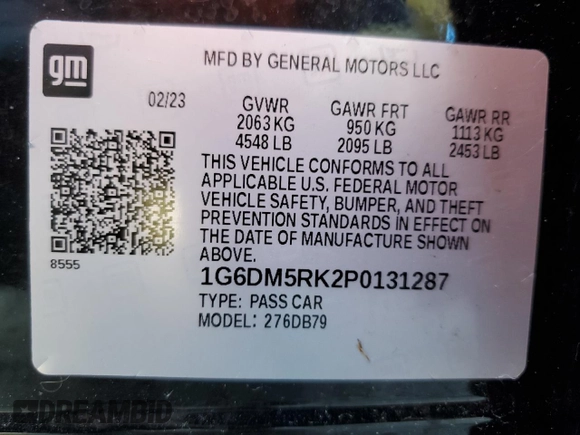 gm
MFD BY GENERAL MOTORS LLC
02/23
GVWR
2063 KG
4548 LB
GAWR FRT
950 KG
2095 LB
GAWR RR
1113 KG
2453 LB
THIS VEHICLE CONFORMS TO ALL
APPLICABLE U.S. FEDERAL MOTOR
VEHICLE SAFETY, BUMPER, AND THEFT
PREVENTION STANDARDS IN EFFECT ON
THE DATE OF MANUFACTURE SHOWN
ABOVE.
8555
1G6DM5RK2P0131287
TYPE: PASS CAR
MODEL: 276DB79
DREAMBID